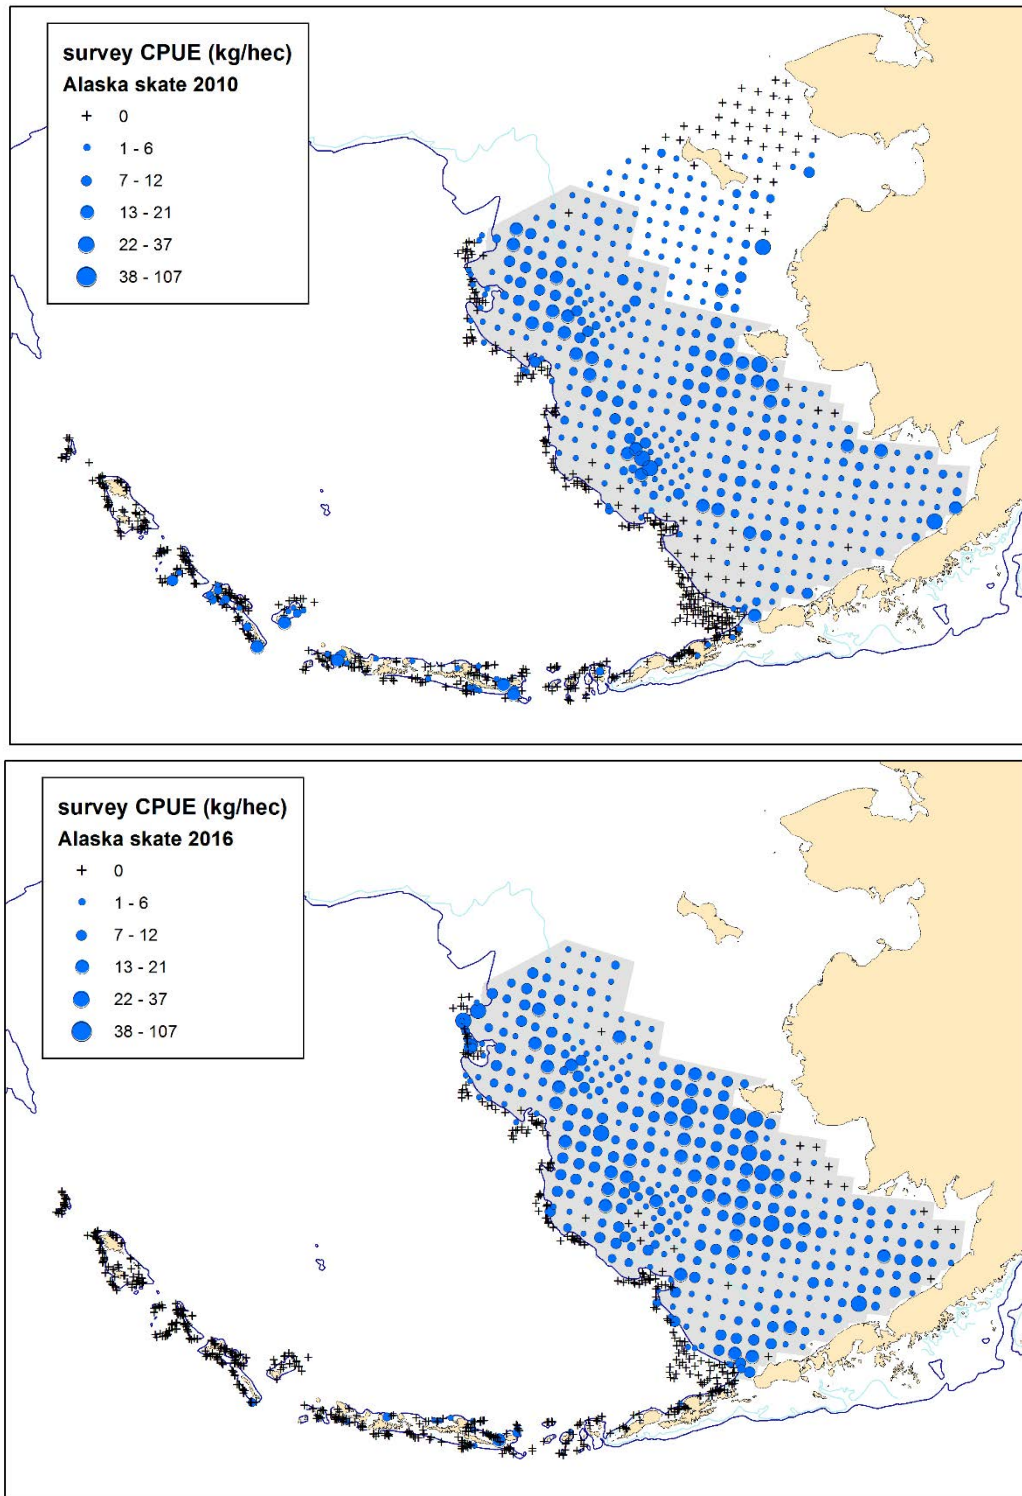 survey CPUE (kg/hec)
Alaska skate 2010
0
1 - 6
7 - 12
13 - 21
22 - 37
38 - 107
survey CPUE (kg/hec)
Alaska skate 2016
0
1 - 6
7 - 12
13 - 21
22 - 37
38 - 107